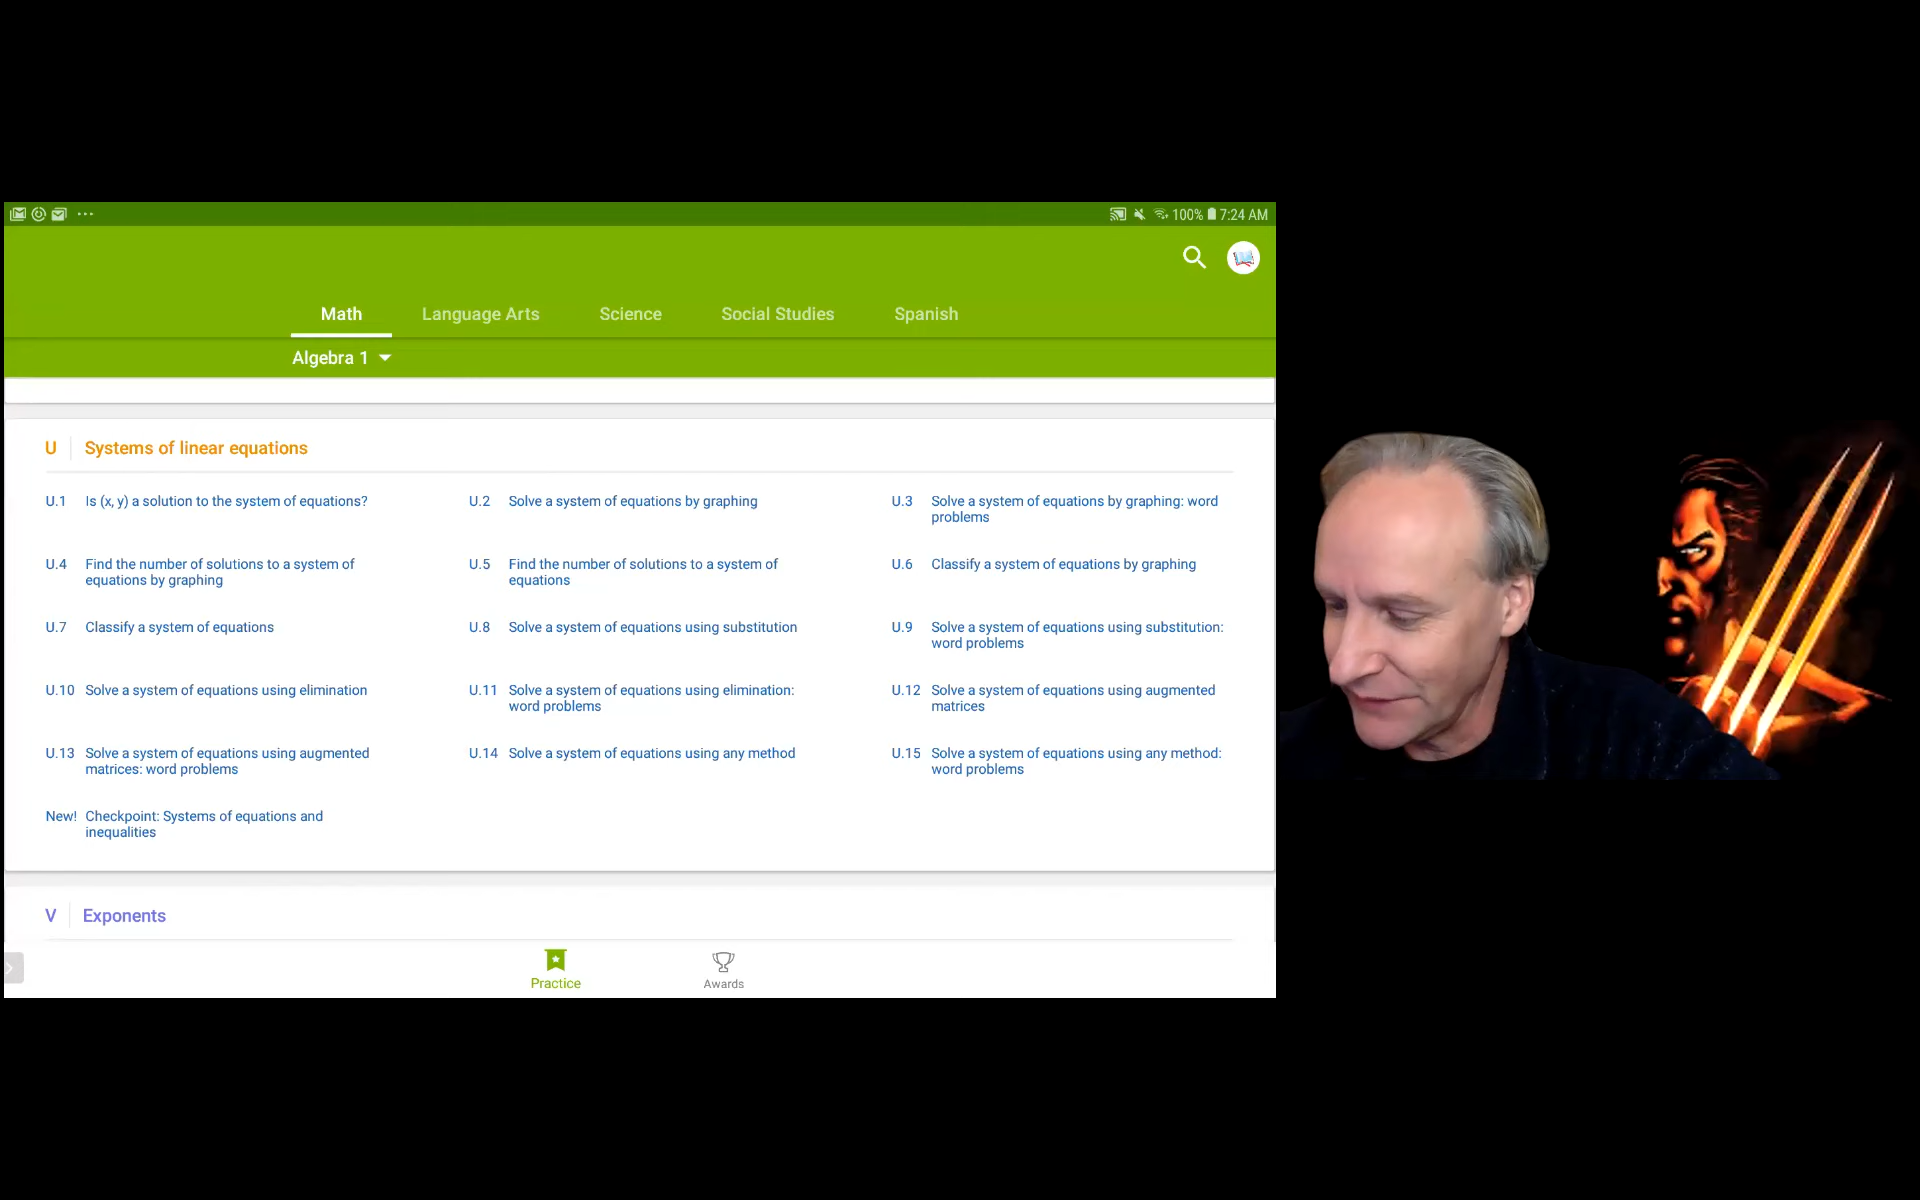 100% 7:24 AM
Math Language Arts Science Social Studies Spanish
Algebra 1
U Systems of linear equations
U.1 Is (x, y) a solution to the system of equations?
U.2 Solve a system of equations by graphing
U.3 Solve a system of equations by graphing: word
problems
U.4 Find the number of solutions to a system of
equations by graphing
U.5 Find the number of solutions to a system of
equations
U.6 Classify a system of equations by graphing
U.7 Classify a system of equations
U.8 Solve a system of equations using substitution
U.9 Solve a system of equations using substitution:
word problems
U.10 Solve a system of equations using elimination
U.11 Solve a system of equations using elimination:
word problems
U.12 Solve a system of equations using augmented
matrices
U.13 Solve a system of equations using augmented
matrices: word problems
U.14 Solve a system of equations using any method
U.15 Solve a system of equations using any method:
word problems
New! Checkpoint: Systems of equations and
inequalities
V Exponents
Practice Awards